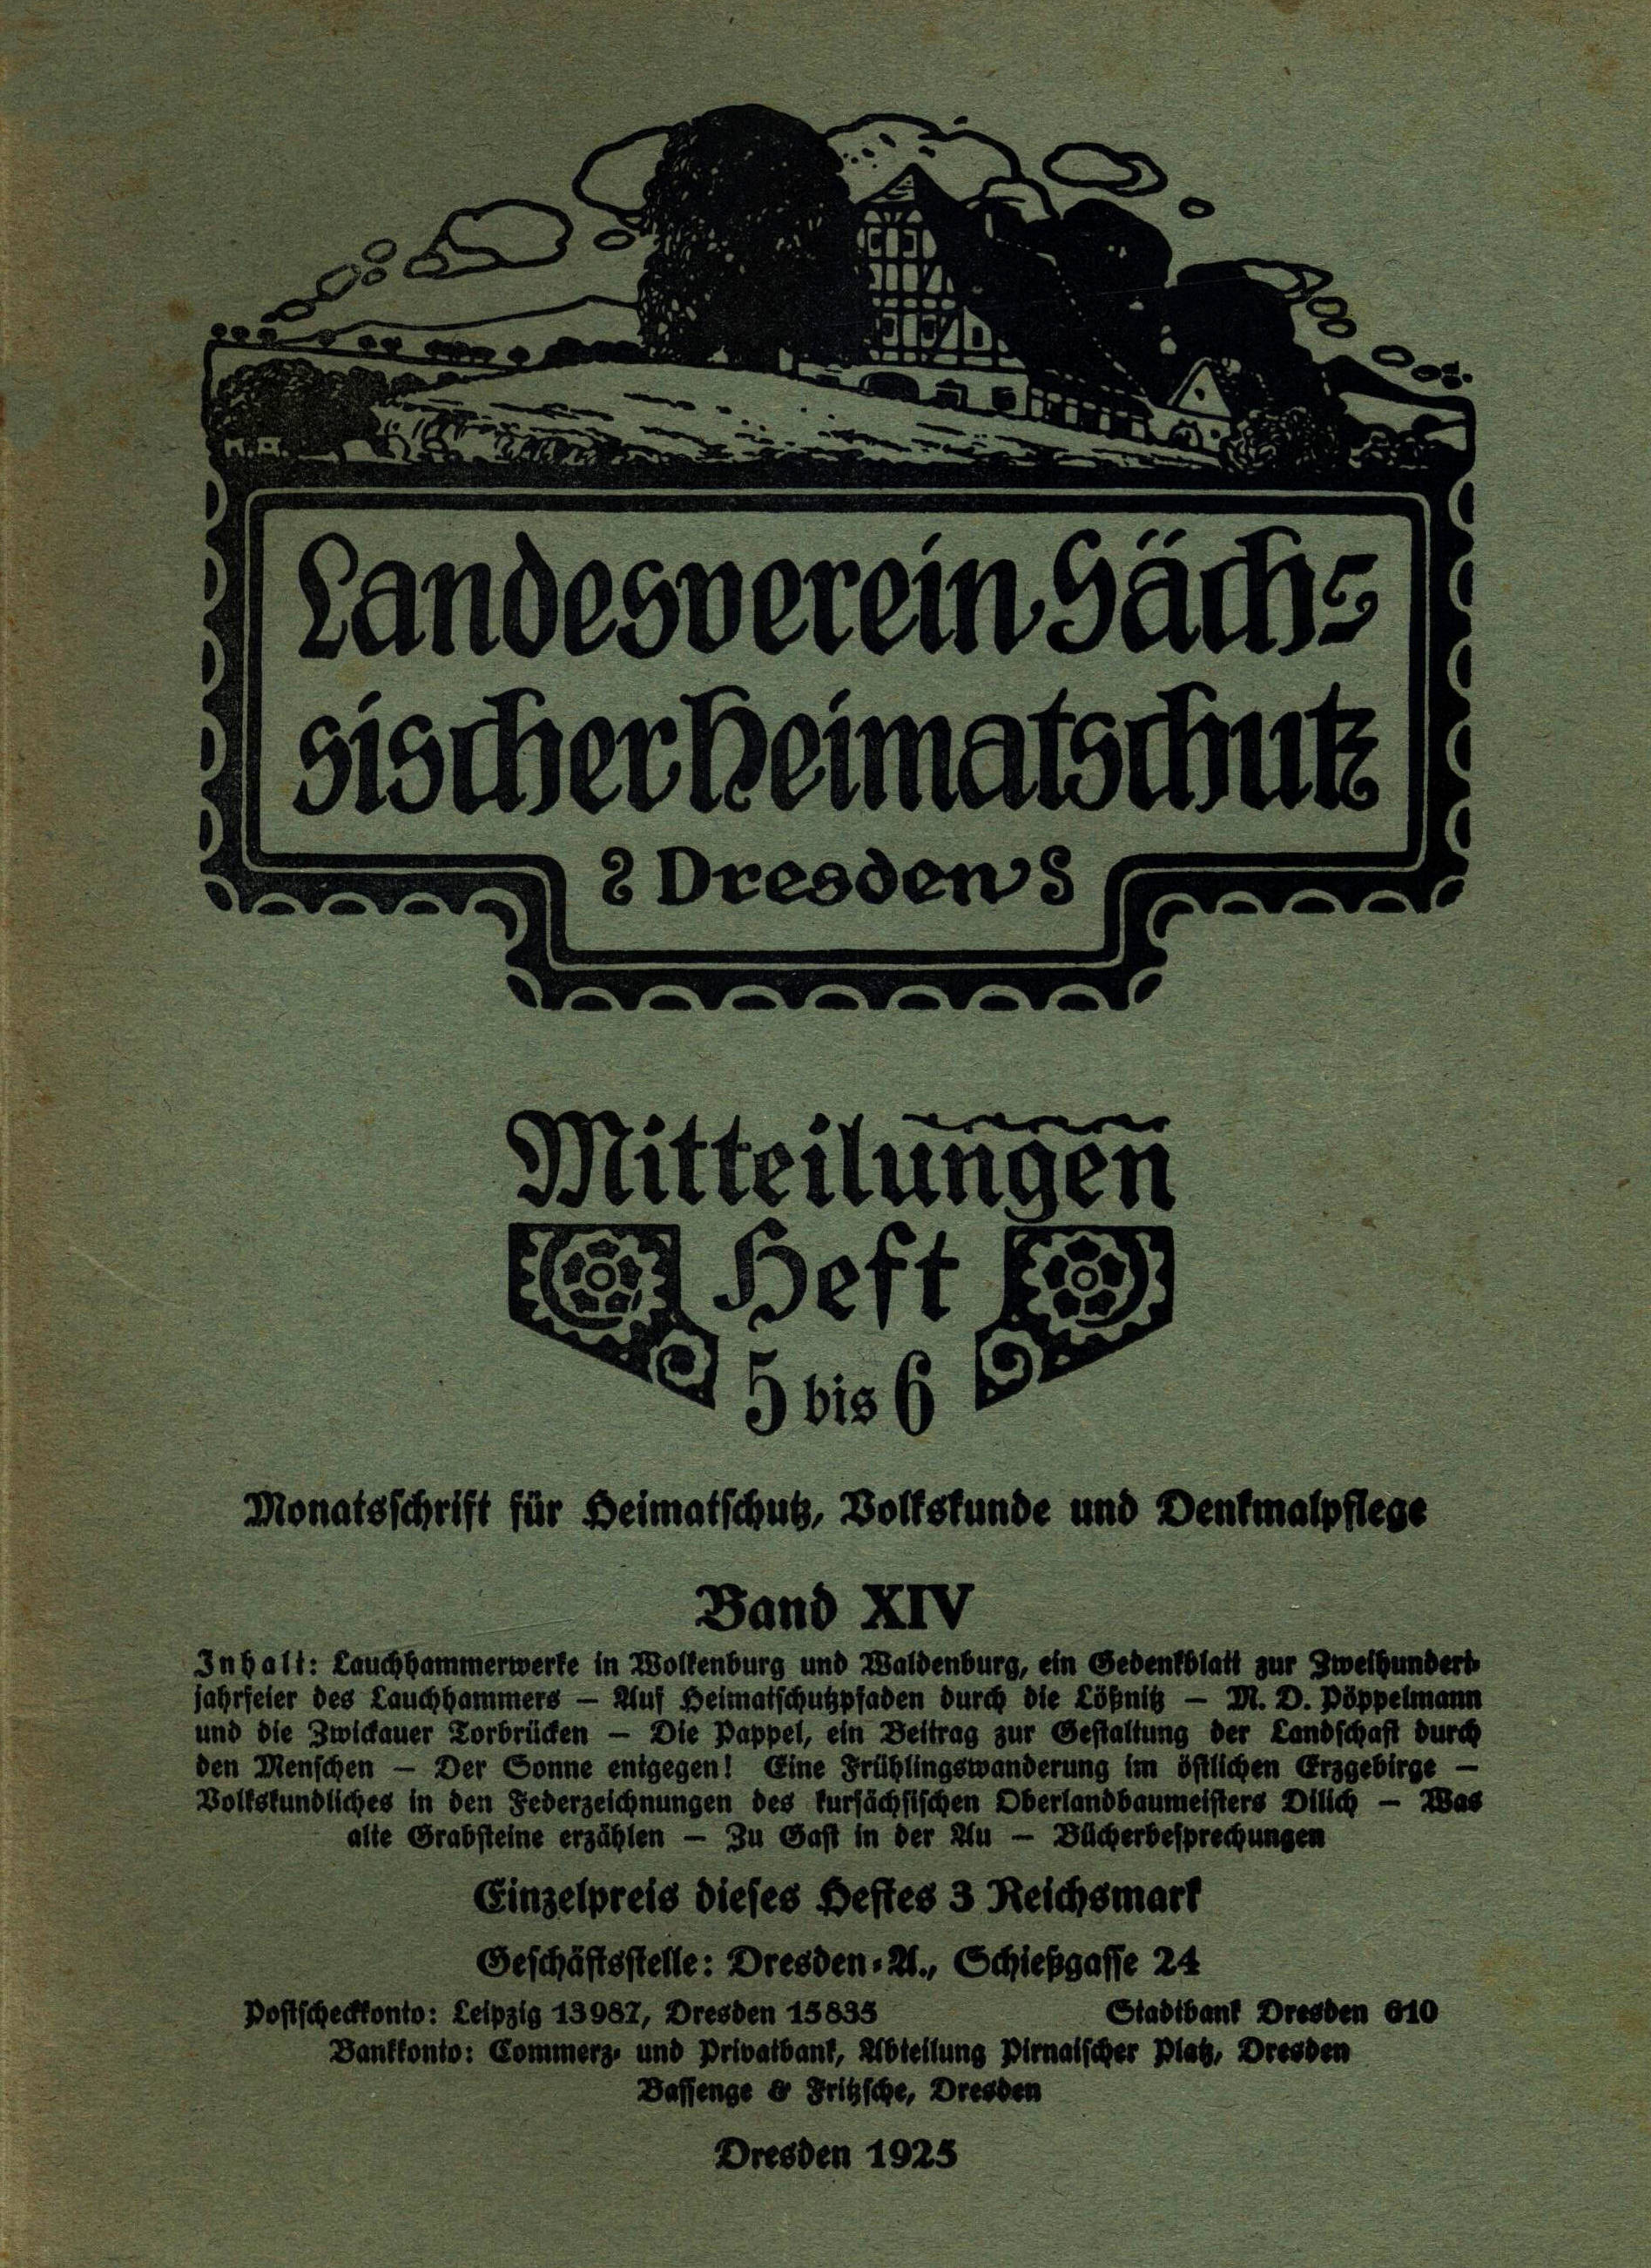 Landesverein Säch-
sischer Heimatschutz
Dresden
Mitteilungen
Heft
5 bis 6
Monatsschrift für Heimatschutz, Volkskunde und Denkmalpflege
Band XIV
Inhalt: Lauchhammerwerke in Wolkenburg und Waldenburg, ein Gedenkblatt zur Zweihundert-
jahrfeier des Lauchhammers — Auf Heimatschutzpfaden durch die Lößnitz — M. D. Pöppelmann
und die Zwickauer Torbrücken — Die Pappel, ein Beitrag zur Gestaltung der Landschaft durch
den Menschen — Der Sonne entgegen! Eine Frühlingswanderung im östlichen Erzgebirge —
Volkskundliches in den Federzeichnungen des kursächsischen Oberlandbaumeisters Dilich — Was
alte Grabsteine erzählen — Zu Gast in der Au — Bücherbesprechungen
Einzelpreis dieses Heftes 3 Reichsmark
Geschäftsstelle: Dresden-A., Schießgasse 24
Postscheckkonto: Leipzig 13987, Dresden 15835 Stadtbank Dresden 610
Bankkonto: Commerz- und Privatbank, Abteilung Pirnaischer Platz, Dresden
Bassenge & Fritzsche, Dresden
Dresden 1925